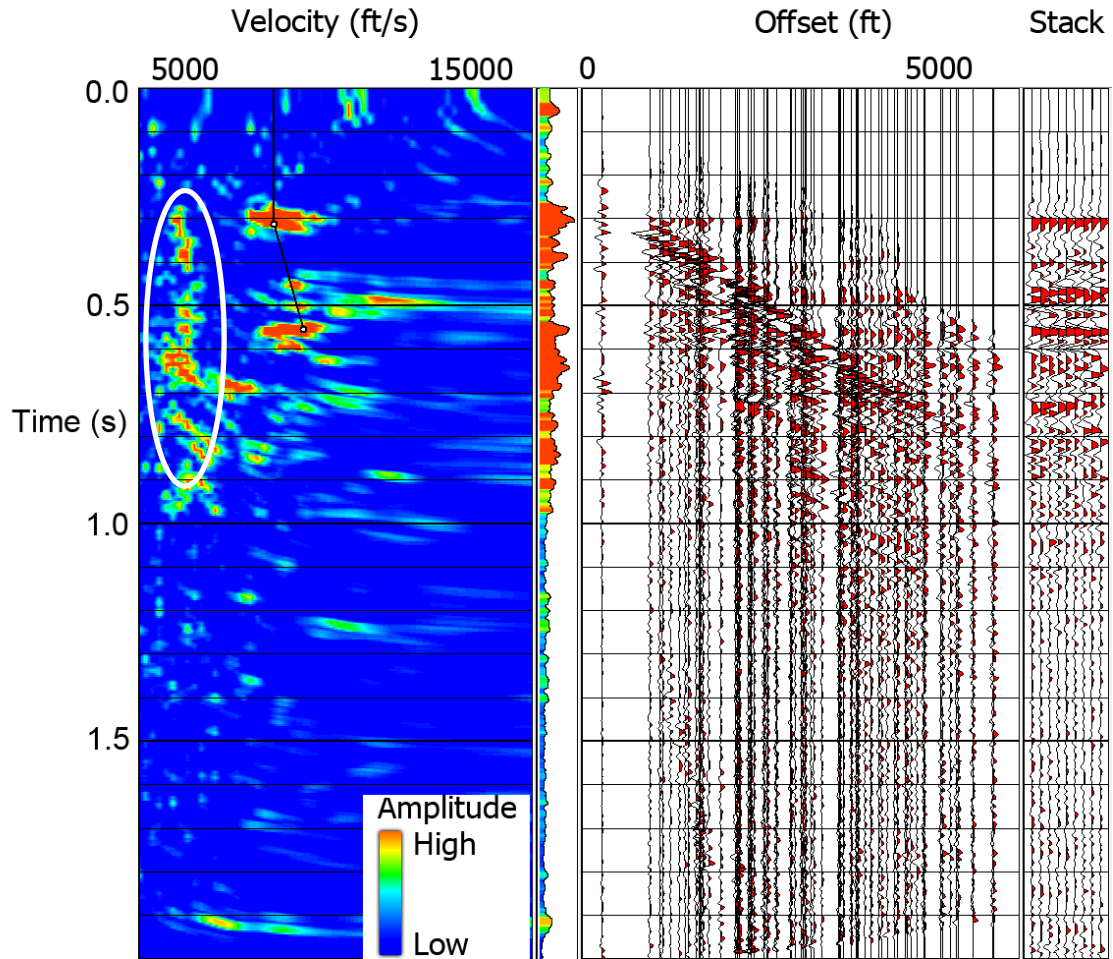 Velocity (ft/s) Offset (ft) Stack
5000 15000 0 5000
0.0
0.5
Time (s)
1.0
1.5
Amplitude
High
Low